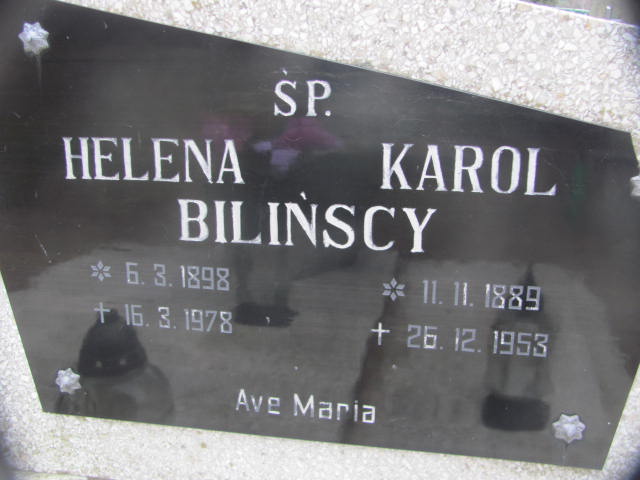 ŚP.
HELENA KAROL
BILIŃSCY
* 6.3.1898 * 11.11.1889
† 16.3.1978 † 26.12.1953
Ave Maria